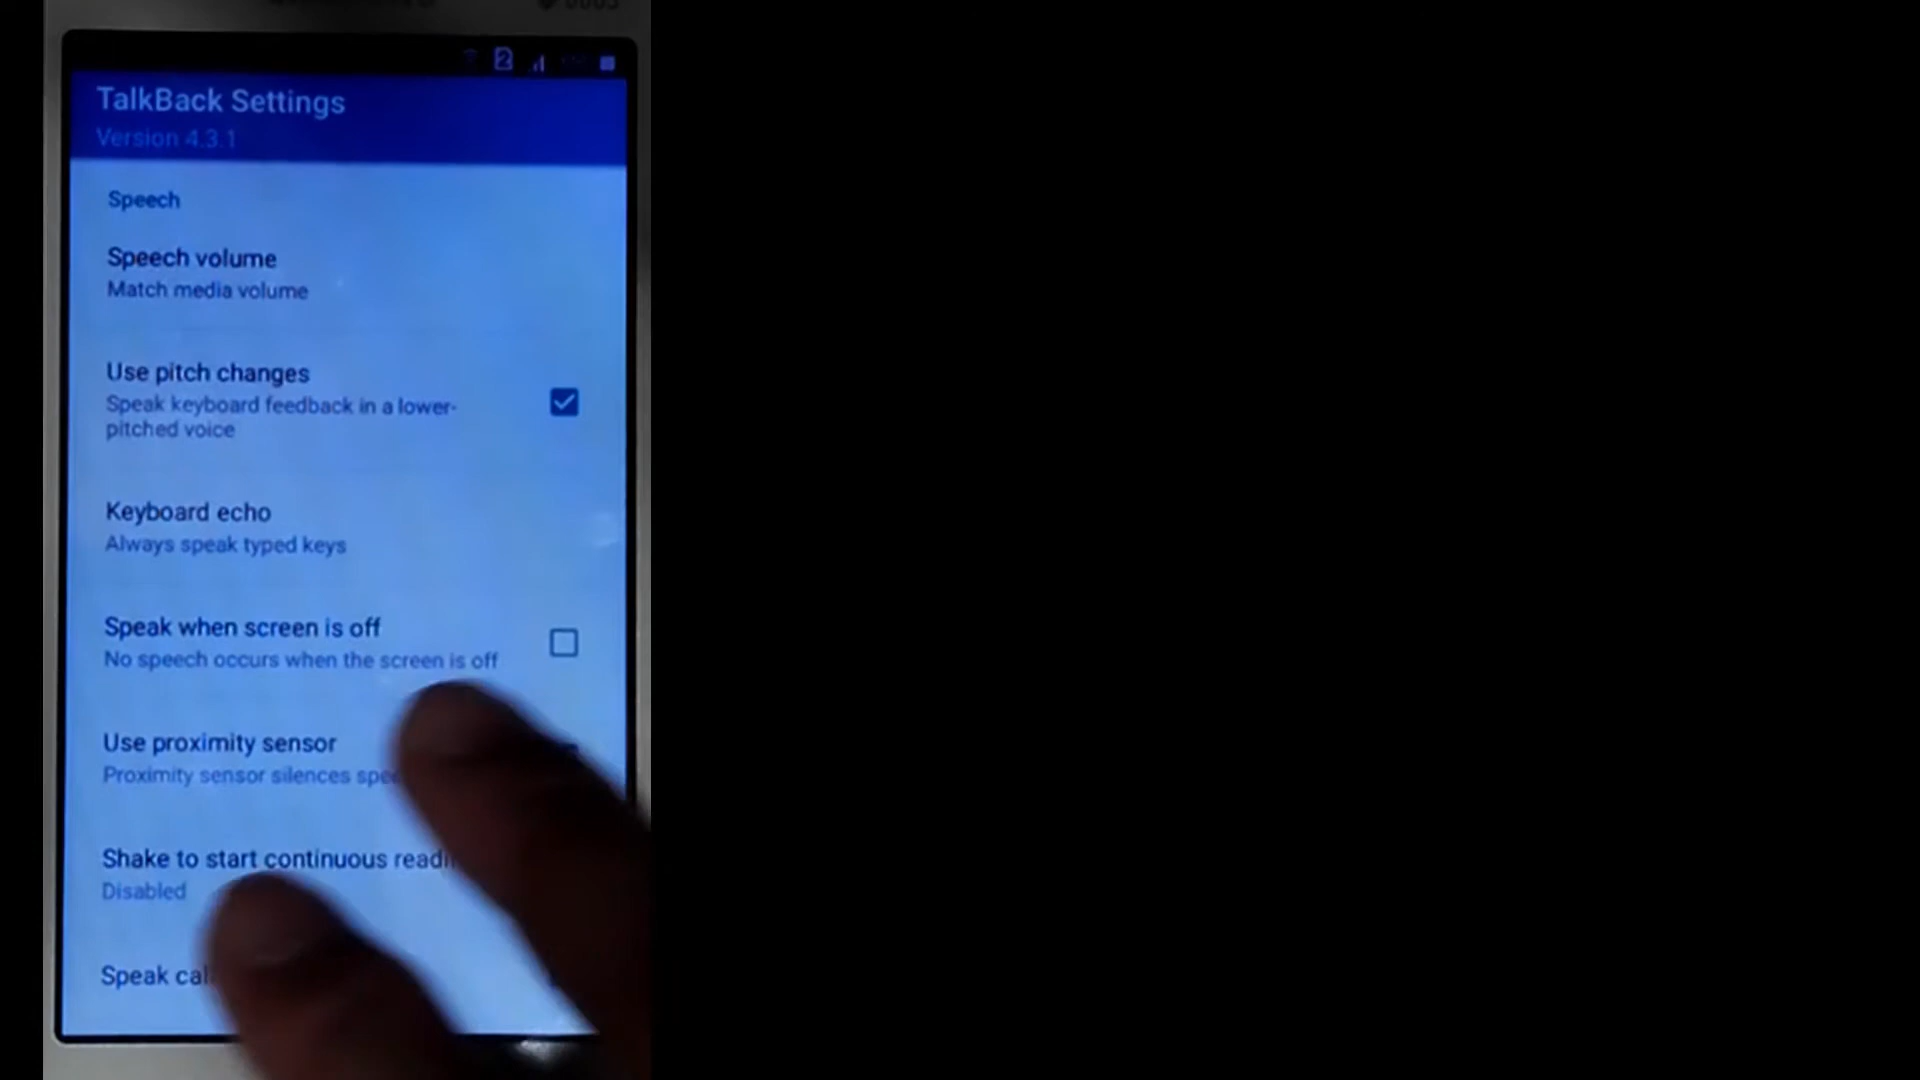 TalkBack Settings
Version 4.3.1
Speech
Speech volume
Match media volume
Use pitch changes
Speak keyboard feedback in a lower-
pitched voice
Keyboard echo
Always speak typed keys
Speak when screen is off
No speech occurs when the screen is off
Use proximity sensor
Proximity sensor silences
Shake to start continuous
Disabled
Speak